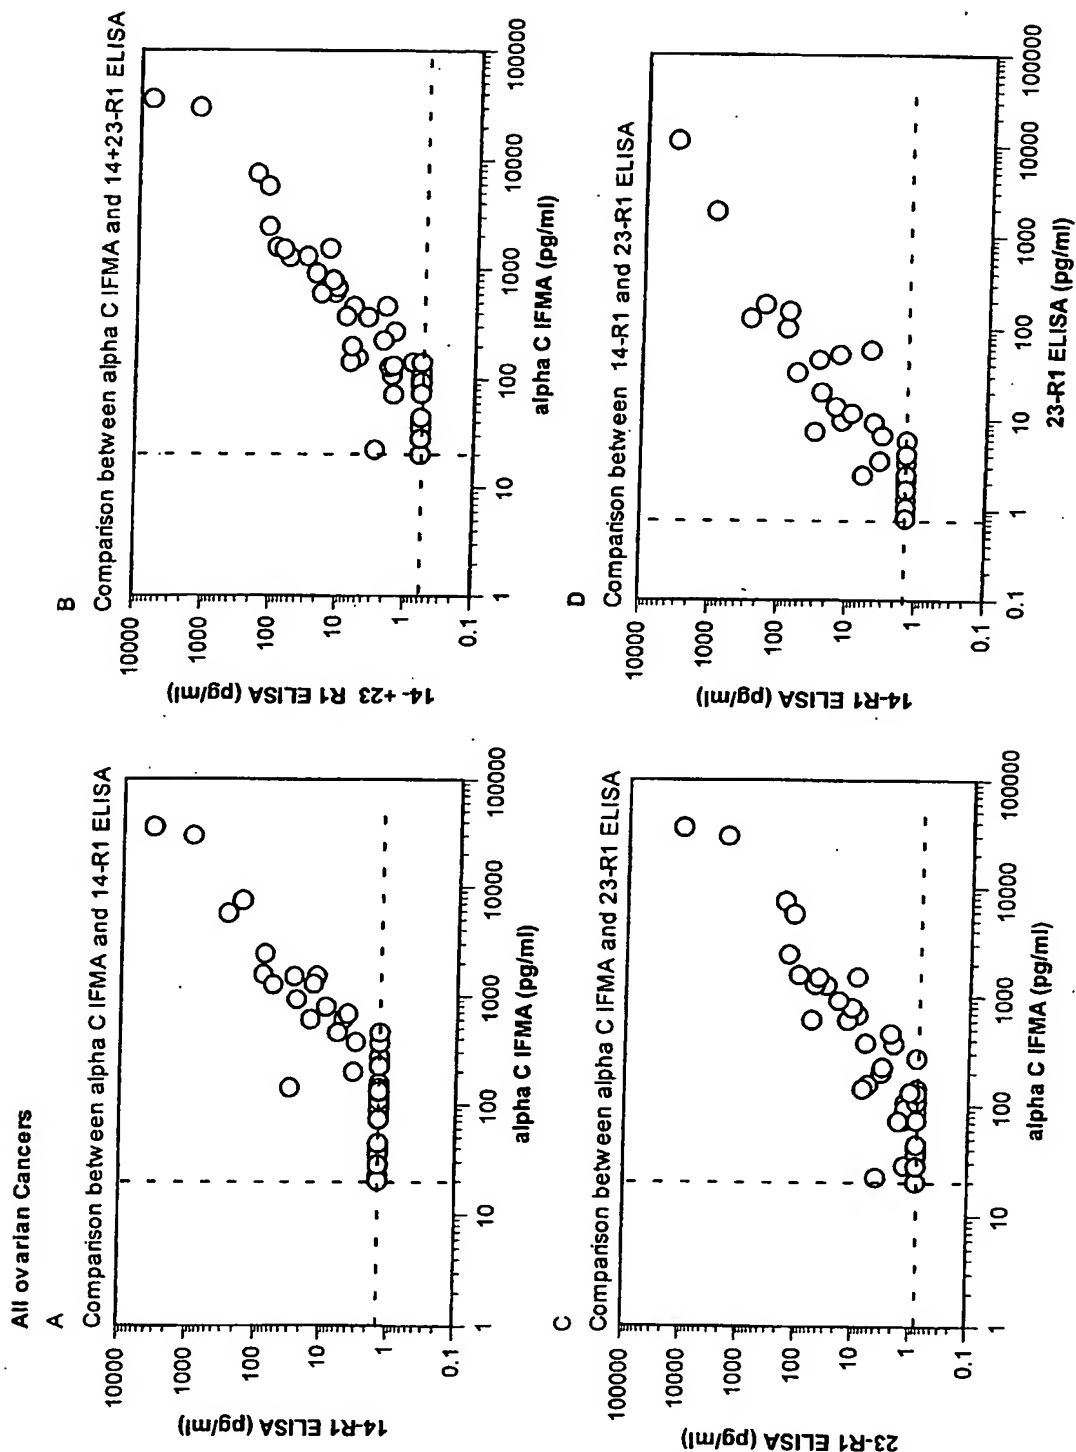 All ovarian Cancers
A
Comparison between alpha C IFMA and 14-R1 ELISA
14-R1 ELISA (pg/ml)
10000
1000
100
10
1
0.1
1
10
100
1000
10000
100000
alpha C IFMA (pg/ml)
B
Comparison between alpha C IFMA and 14+23-R1 ELISA
14-+23 R1 ELISA (pg/ml)
10000
1000
100
10
1
0.1
1
10
100
1000
10000
100000
alpha C IFMA (pg/ml)
C
Comparison between alpha C IFMA and 23-R1 ELISA
23-R1 ELISA (pg/ml)
100000
10000
1000
100
10
1
0.1
1
10
100
1000
10000
100000
alpha C IFMA (pg/ml)
D
Comparison between 14-R1 and 23-R1 ELISA
14-R1 ELISA (pg/ml)
10000
1000
100
10
1
0.1
0.1
1
10
100
1000
10000
100000
23-R1 ELISA (pg/ml)